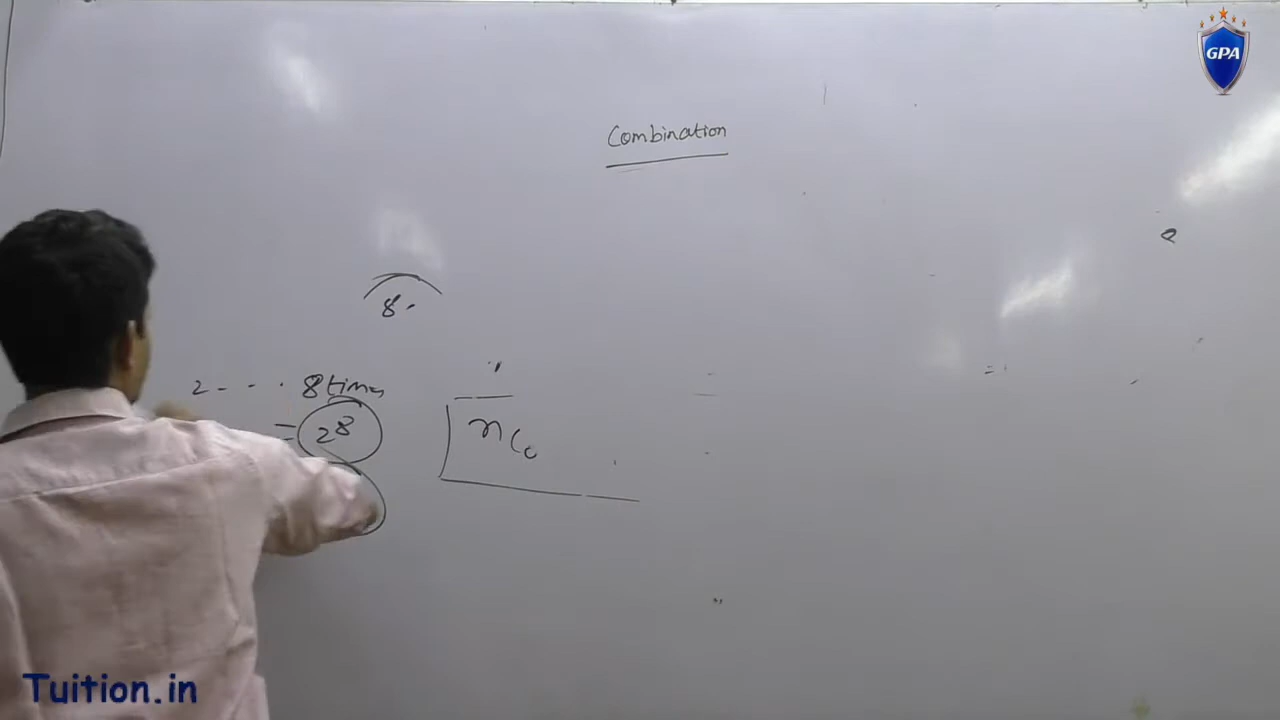 GPA
Combination
8.
2 - - - . 8 times
= 2⁸
nC₀
Tuition.in